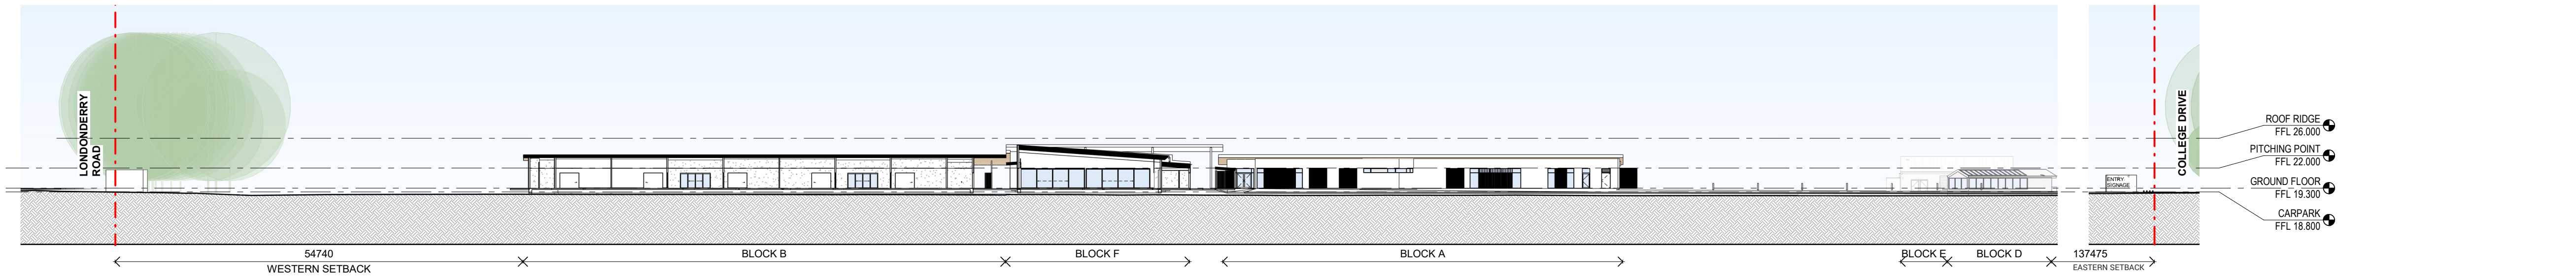 LONDONDERRY
ROAD
COLLEGE DRIVE
ROOF RIDGE
FFL 26.000
PITCHING POINT
FFL 22.000
GROUND FLOOR
FFL 19.300
CARPARK
FFL 18.800
ENTRY
SIGNAGE
54740
WESTERN SETBACK
BLOCK B
BLOCK F
BLOCK A
BLOCK E
BLOCK D
137475
EASTERN SETBACK